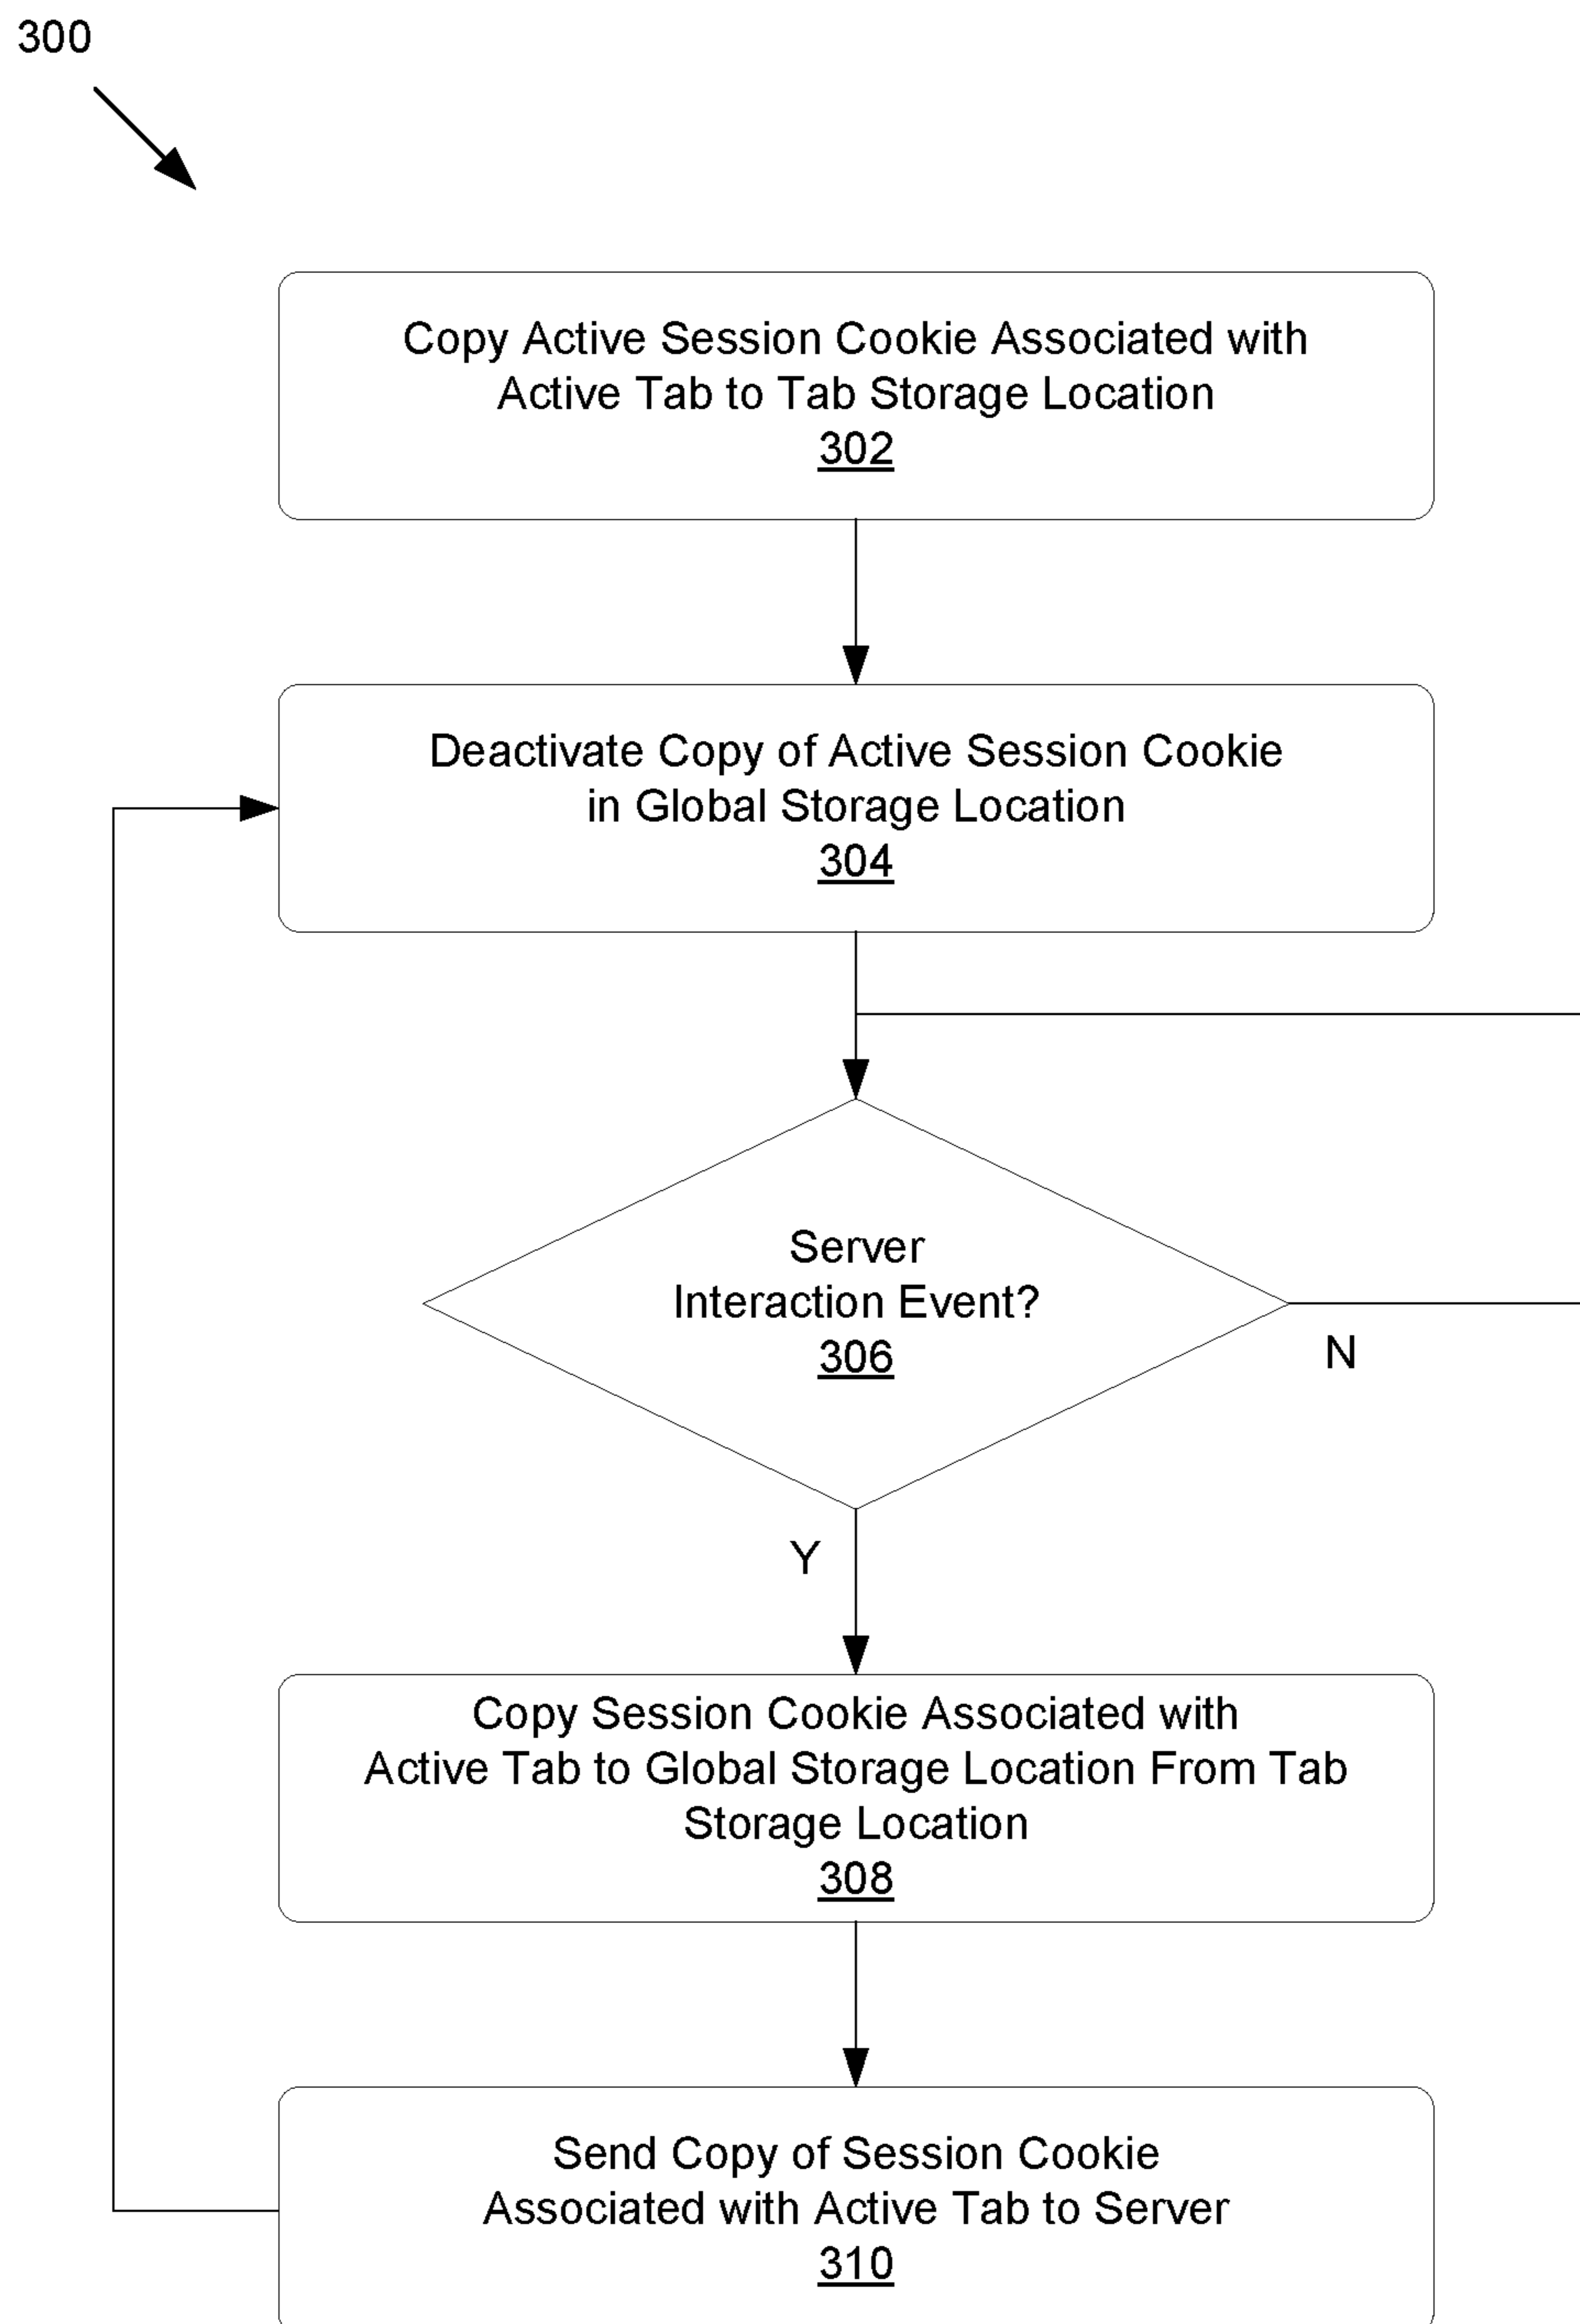 300
Copy Active Session Cookie Associated with
Active Tab to Tab Storage Location
302
Deactivate Copy of Active Session Cookie
in Global Storage Location
304
Server
Interaction Event?
306
N
Y
Copy Session Cookie Associated with
Active Tab to Global Storage Location From Tab
Storage Location
308
Send Copy of Session Cookie
Associated with Active Tab to Server
310